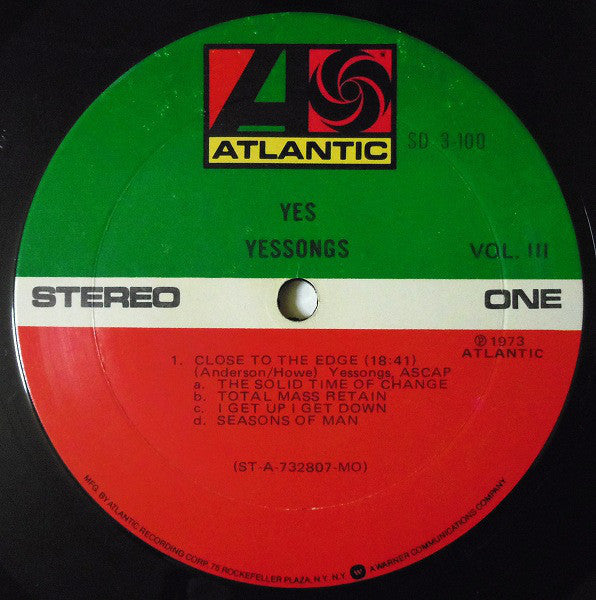 ATLANTIC
SD 3-100
YES
YESSONGS
VOL. III
STEREO
ONE
℗ 1973
ATLANTIC
1. CLOSE TO THE EDGE (18:41)
(Anderson/Howe) Yessongs, ASCAP
a. THE SOLID TIME OF CHANGE
b. TOTAL MASS RETAIN
c. I GET UP I GET DOWN
d. SEASONS OF MAN
(ST-A-732807-MO)
MFG. BY ATLANTIC RECORDING CORP. 75 ROCKEFELLER PLAZA, N.Y. N.Y. A WARNER COMMUNICATIONS COMPANY